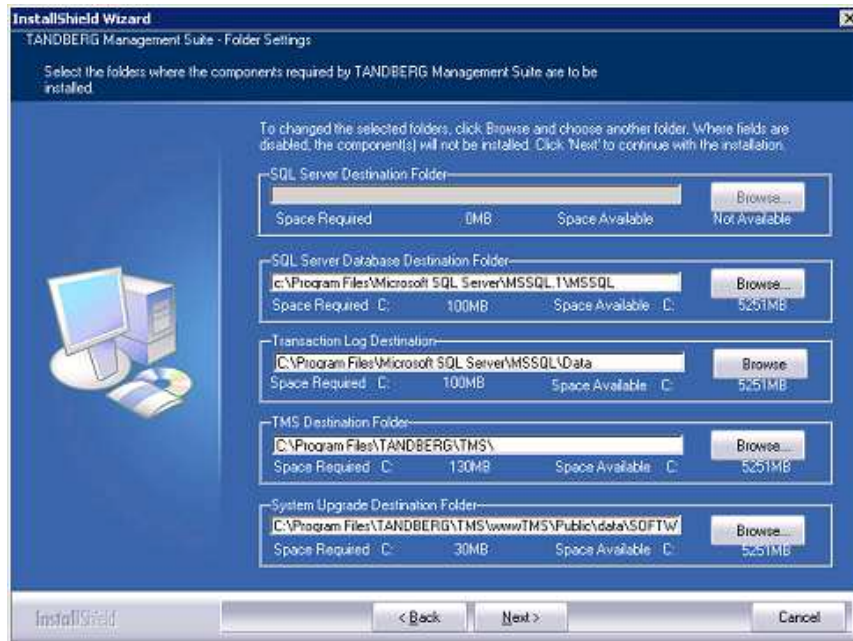 InstallShield Wizard
TANDBERG Management Suite - Folder Settings
Select the folders where the components required by TANDBERG Management Suite are to be
installed.
To changed the selected folders, click Browse and choose another folder. Where fields are
disabled, the component(s) will not be installed. Click 'Next' to continue with the installation.
SQL Server Destination Folder
Browse...
Space Required 0MB Space Available Not Available
SQL Server Database Destination Folder
c:\Program Files\Microsoft SQL Server\MSSQL.1\MSSQL
Browse...
Space Required C: 100MB Space Available C: 5251MB
Transaction Log Destination
C:\Program Files\Microsoft SQL Server\MSSQL\Data
Browse
Space Required C: 100MB Space Available C: 5251MB
TMS Destination Folder
C:\Program Files\TANDBERG\TMS\
Browse...
Space Required C: 130MB Space Available C: 5251MB
System Upgrade Destination Folder
C:\Program Files\TANDBERG\TMS\wwwTMS\Public\data\SOFTW
Browse...
Space Required C: 30MB Space Available C: 5251MB
InstallShield
< Back Next > Cancel